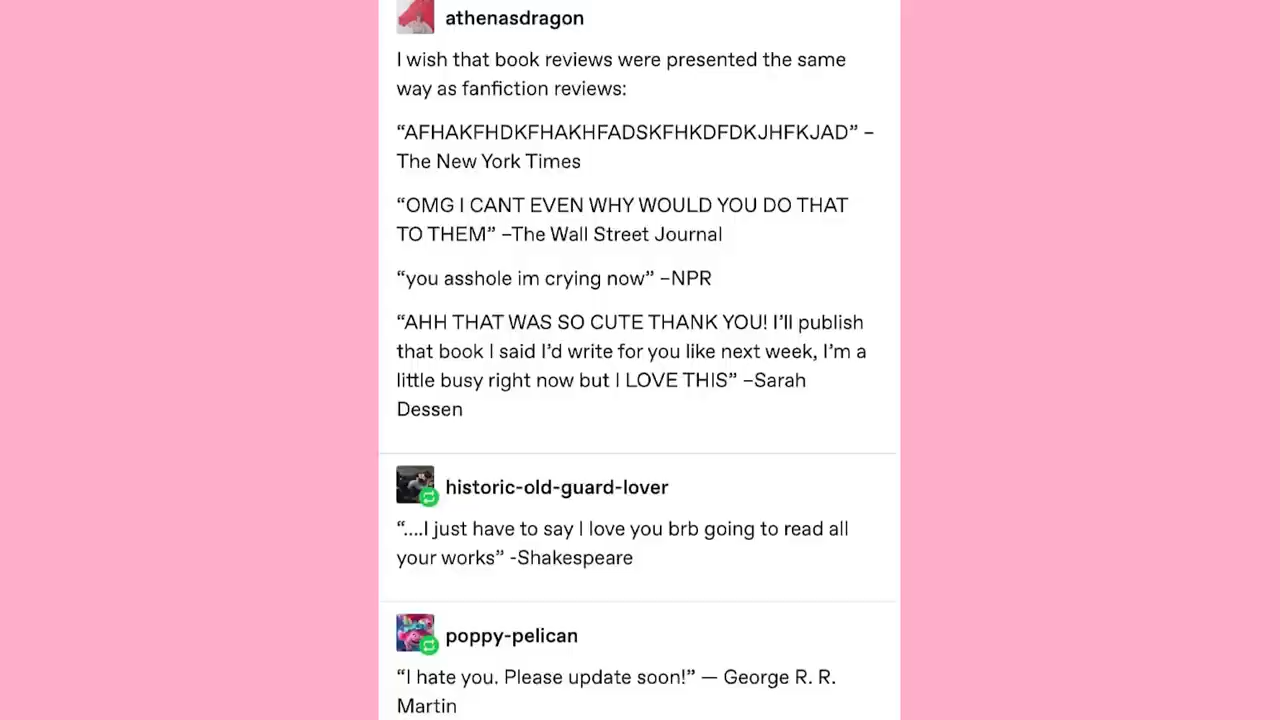 athenasdragon
I wish that book reviews were presented the same
way as fanfiction reviews:
“AFHAKFHDKFHAKHFADSKFHKDFDKJHFKJAD” –
The New York Times
“OMG I CANT EVEN WHY WOULD YOU DO THAT
TO THEM” –The Wall Street Journal
“you asshole im crying now” –NPR
“AHH THAT WAS SO CUTE THANK YOU! I’ll publish
that book I said I’d write for you like next week, I’m a
little busy right now but I LOVE THIS” –Sarah
Dessen
historic-old-guard-lover
“....I just have to say I love you brb going to read all
your works” -Shakespeare
poppy-pelican
“I hate you. Please update soon!” — George R. R.
Martin